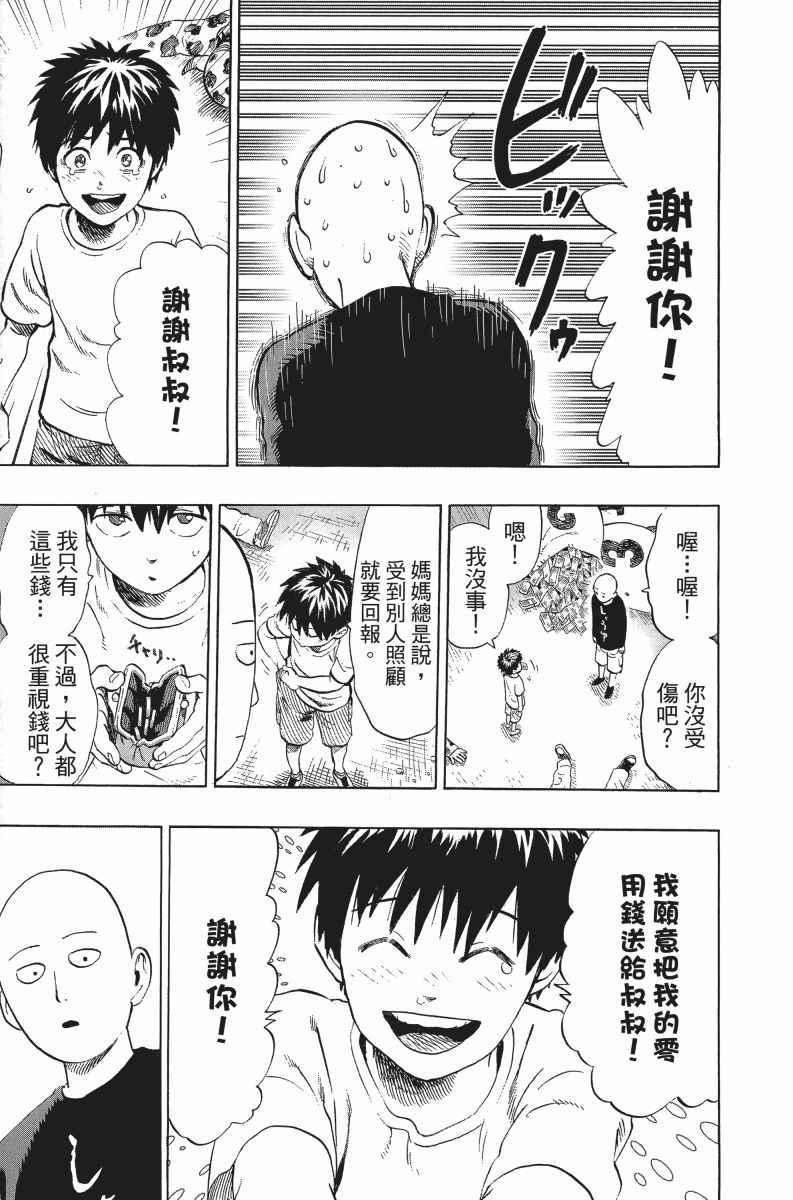 謝謝你！
ビックゥ
謝謝叔叔！
喔…喔！
你沒受
傷吧？
嗯！
我沒事！
媽媽總是說，
受到別人照顧
就要回報。
我只有
這些錢…
不過，大人都
很重視錢吧？
チャリ…
我願意把我的零
用錢送給叔叔！
謝謝你！